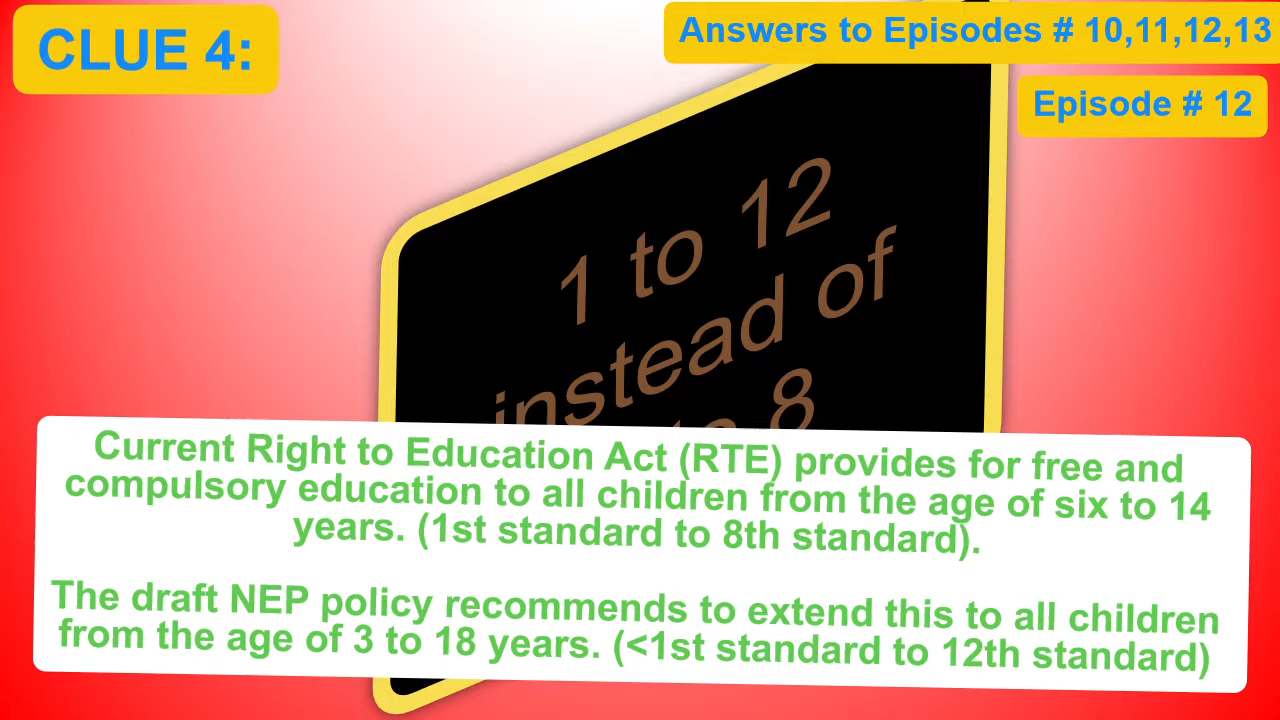 CLUE 4:
Answers to Episodes # 10,11,12,13
Episode # 12
1 to 12
instead of
8
Current Right to Education Act (RTE) provides for free and
compulsory education to all children from the age of six to 14
years. (1st standard to 8th standard).
The draft NEP policy recommends to extend this to all children
from the age of 3 to 18 years. (<1st standard to 12th standard)